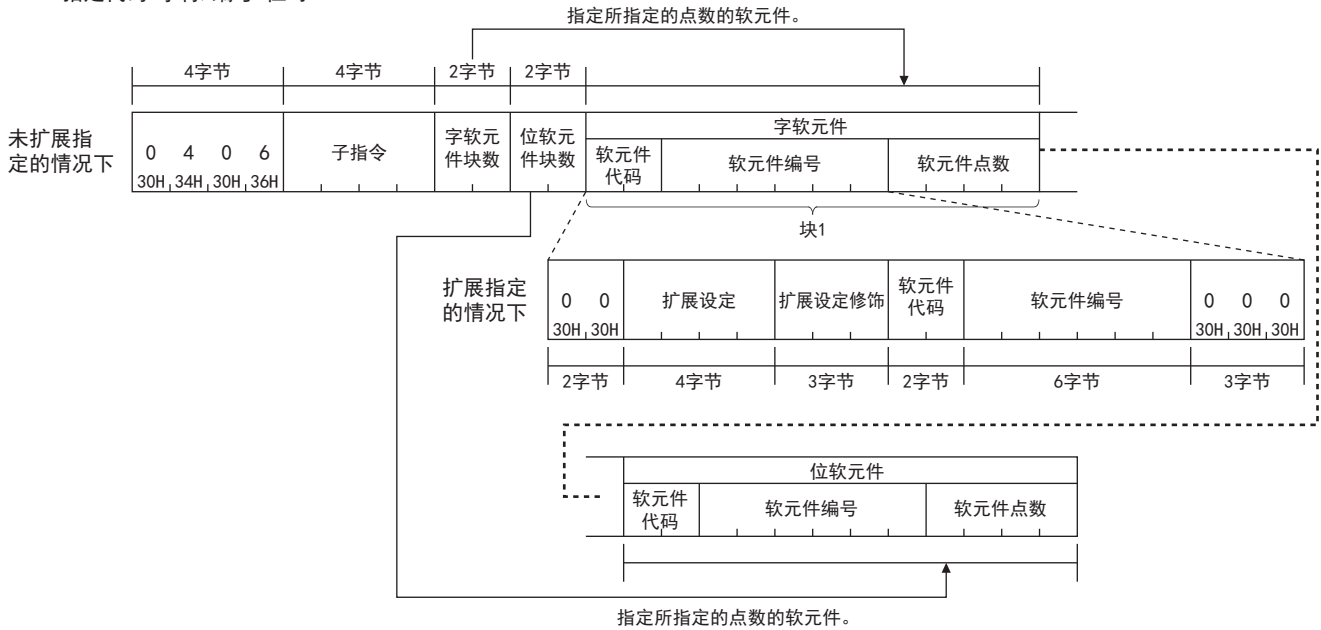 指定所指定的点数的软元件。
4字节 4字节 2字节 2字节
未扩展指
定的情况下
0 4 0 6
30H 34H 30H 36H
子指令
字软元
件块数
位软元
件块数
字软元件
软元件
代码
软元件编号
软元件点数
块1
扩展指定
的情况下
0 0
30H 30H
扩展设定
扩展设定修饰
软元件
代码
软元件编号
0 0 0
30H 30H 30H
2字节 4字节 3字节 2字节 6字节 3字节
位软元件
软元件
代码
软元件编号
软元件点数
指定所指定的点数的软元件。